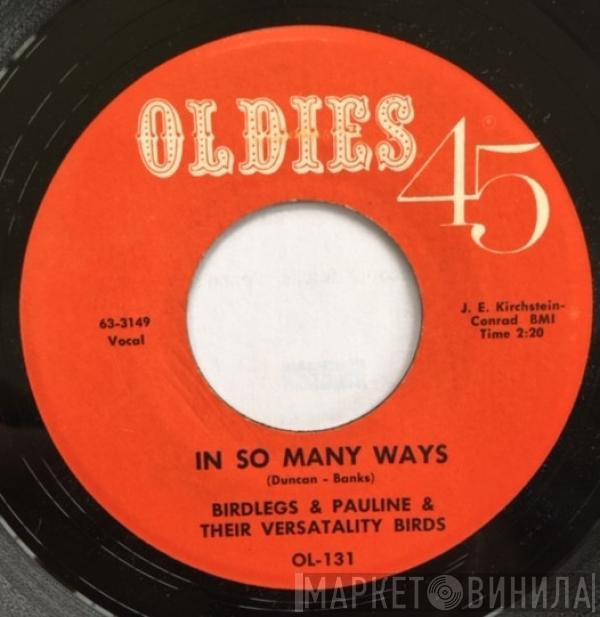 OLDIES 45
63-3149
Vocal
J. E. Kirchstein-
Conrad BMI
Time 2:20
IN SO MANY WAYS
(Duncan - Banks)
BIRDLEGS & PAULINE &
THEIR VERSATALITY BIRDS
OL-131
МАРКЕТ ВИНИЛА